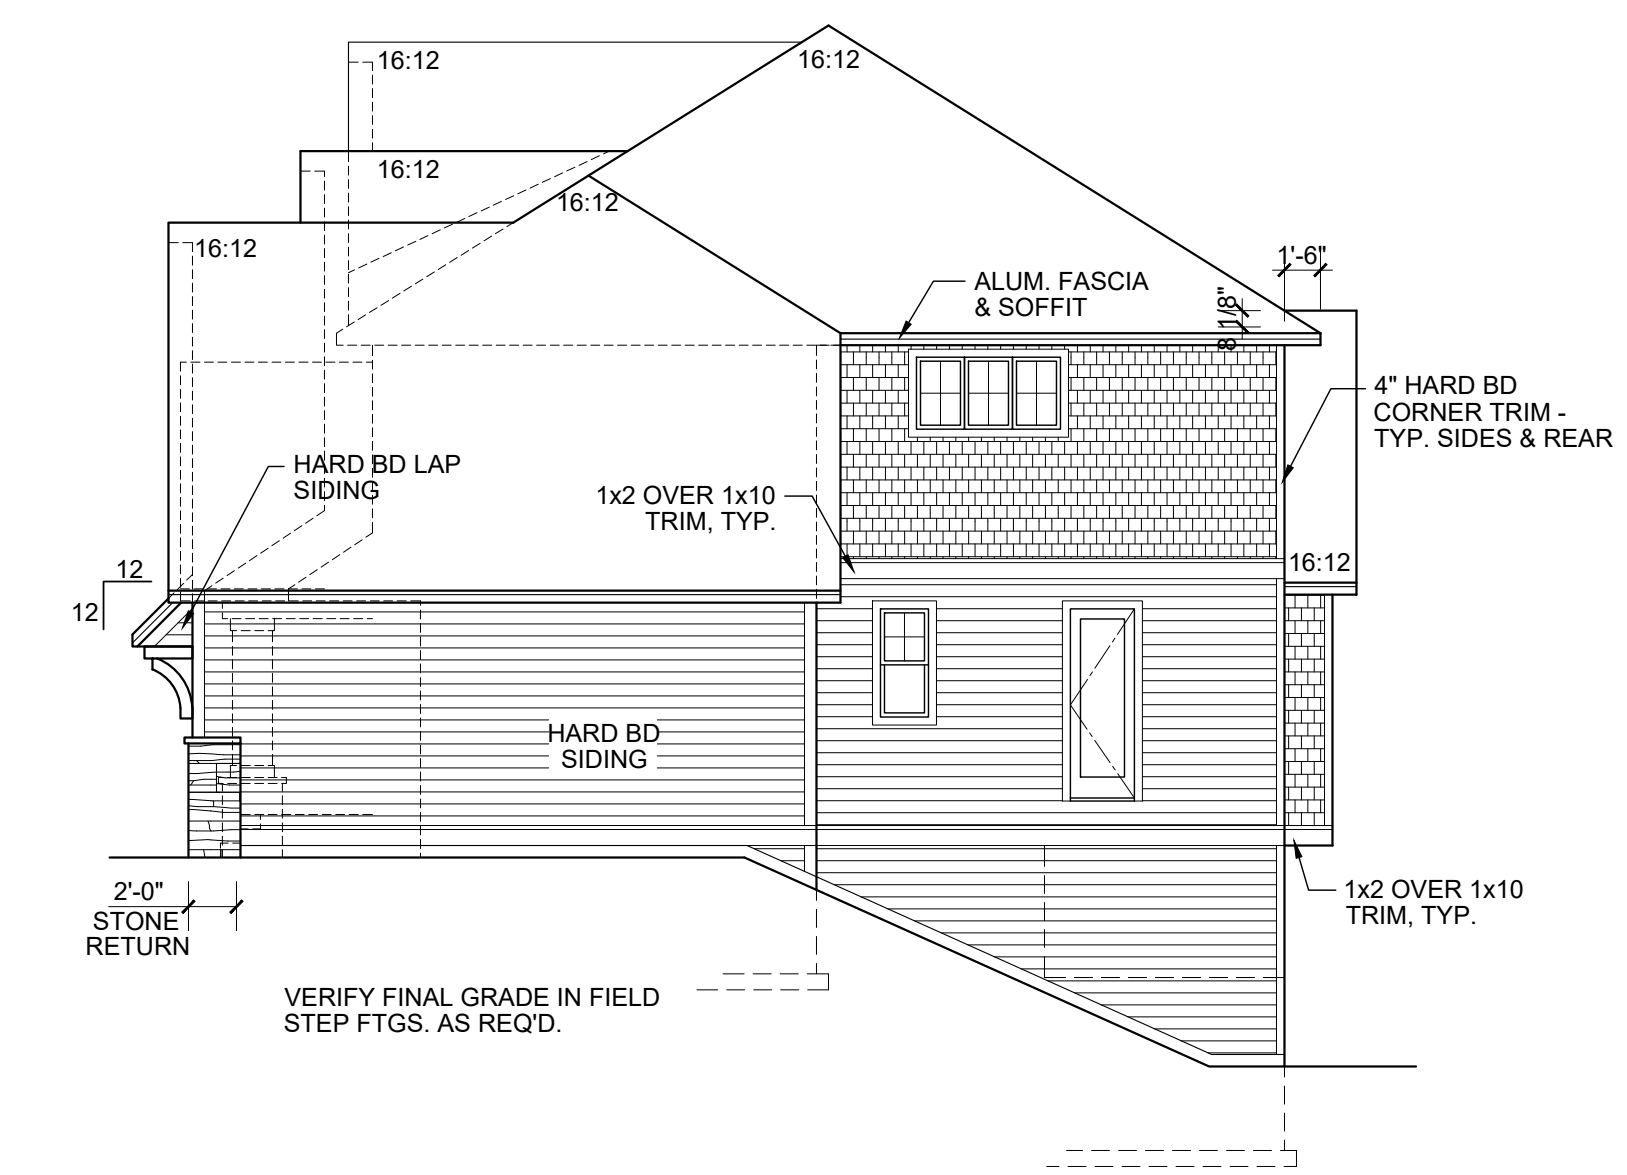 16:12
16:12
16:12
16:12
16:12
1'-6"
ALUM. FASCIA
& SOFFIT
8 1/8"
4" HARD BD
CORNER TRIM -
TYP. SIDES & REAR
HARD BD LAP
SIDING
1x2 OVER 1x10
TRIM, TYP.
16:12
12
12
HARD BD
SIDING
2'-0"
STONE
RETURN
1x2 OVER 1x10
TRIM, TYP.
VERIFY FINAL GRADE IN FIELD
STEP FTGS. AS REQ'D.